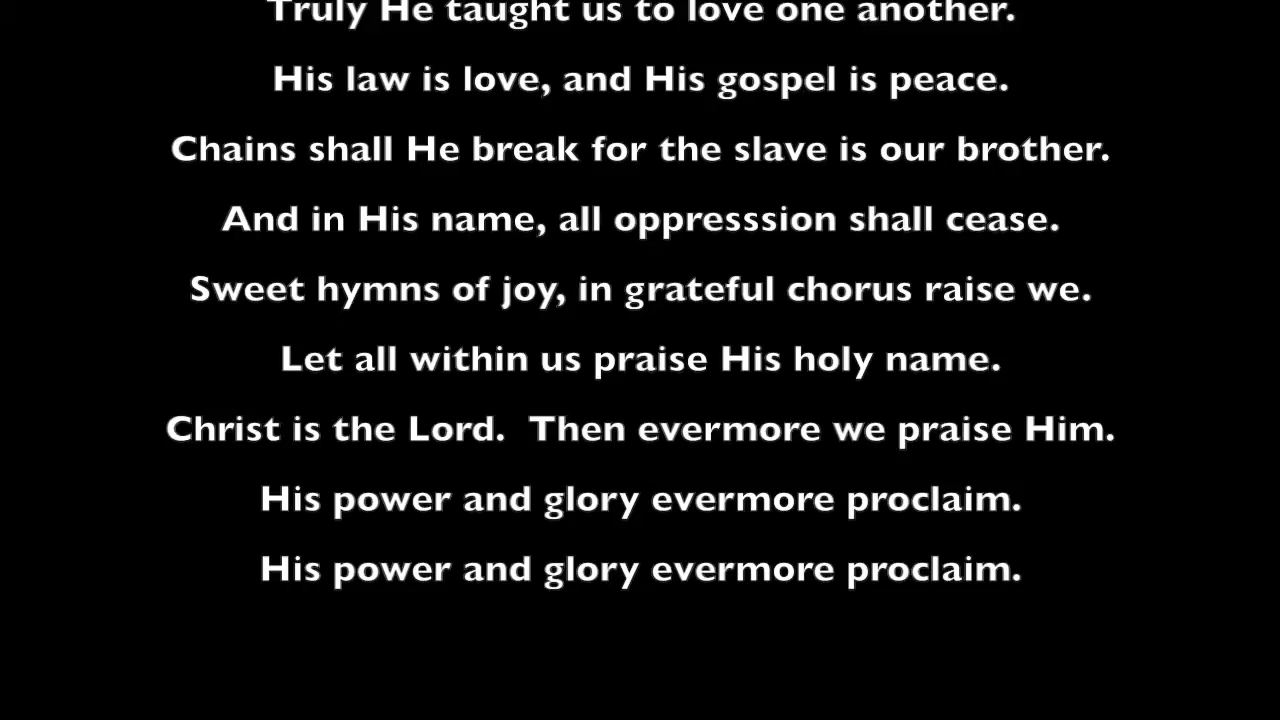 Truly He taught us to love one another.
His law is love, and His gospel is peace.
Chains shall He break for the slave is our brother.
And in His name, all oppresssion shall cease.
Sweet hymns of joy, in grateful chorus raise we.
Let all within us praise His holy name.
Christ is the Lord.  Then evermore we praise Him.
His power and glory evermore proclaim.
His power and glory evermore proclaim.